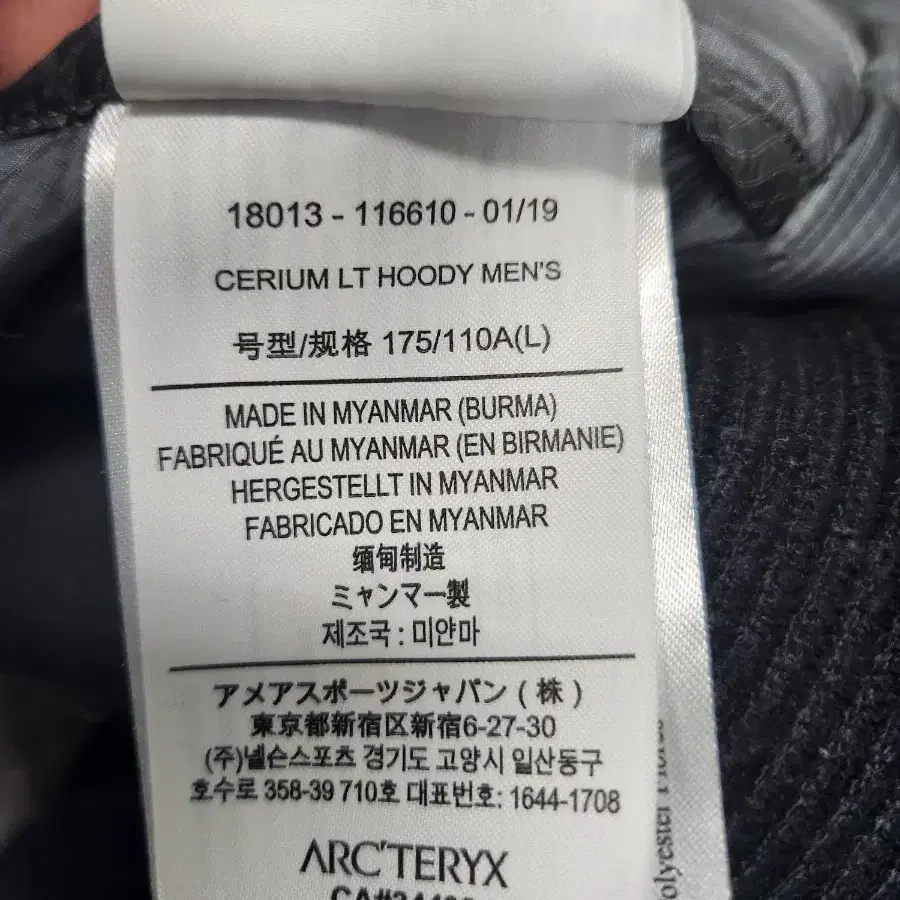 18013 - 116610 - 01/19
CERIUM LT HOODY MEN'S
号型/规格 175/110A(L)
MADE IN MYANMAR (BURMA)
FABRIQUÉ AU MYANMAR (EN BIRMANIE)
HERGESTELLT IN MYANMAR
FABRICADO EN MYANMAR
缅甸制造
ミャンマー製
제조국 : 미얀마
アメアスポーツジャパン ( 株 )
東京都新宿区新宿6-27-30
(주)넬슨스포츠 경기도 고양시 일산동구
호수로 358-39 710호 대표번호: 1644-1708
ARC'TERYX